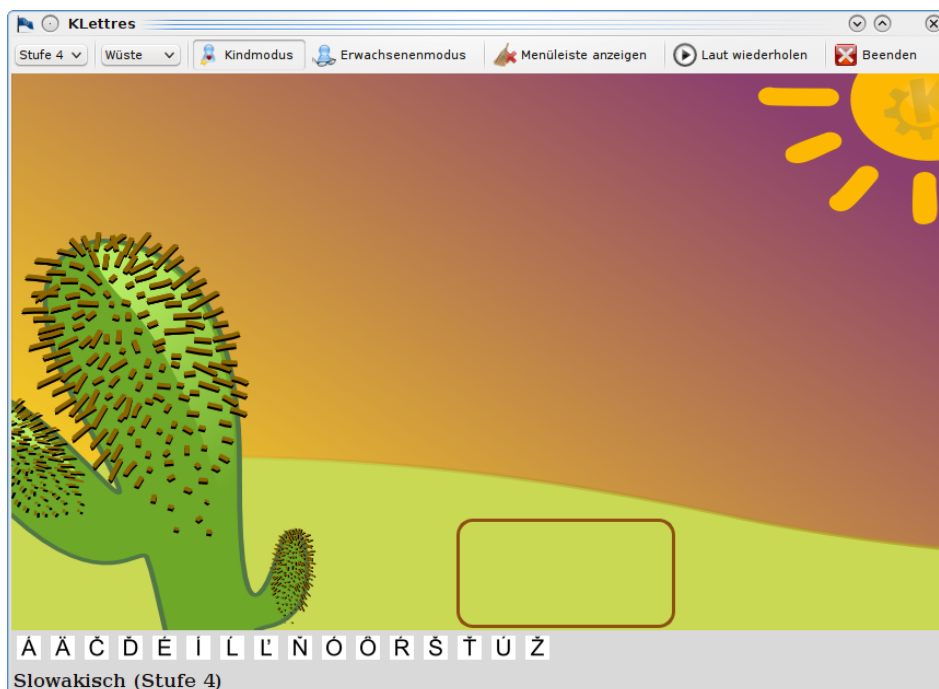 KLettres
Stufe 4 Wüste Kindmodus Erwachsenenmodus Menüleiste anzeigen Laut wiederholen Beenden
Á Ä Č Ď É Í Ĺ Ľ Ň Ó Ô Ŕ Š Ť Ú Ž
Slowakisch (Stufe 4)